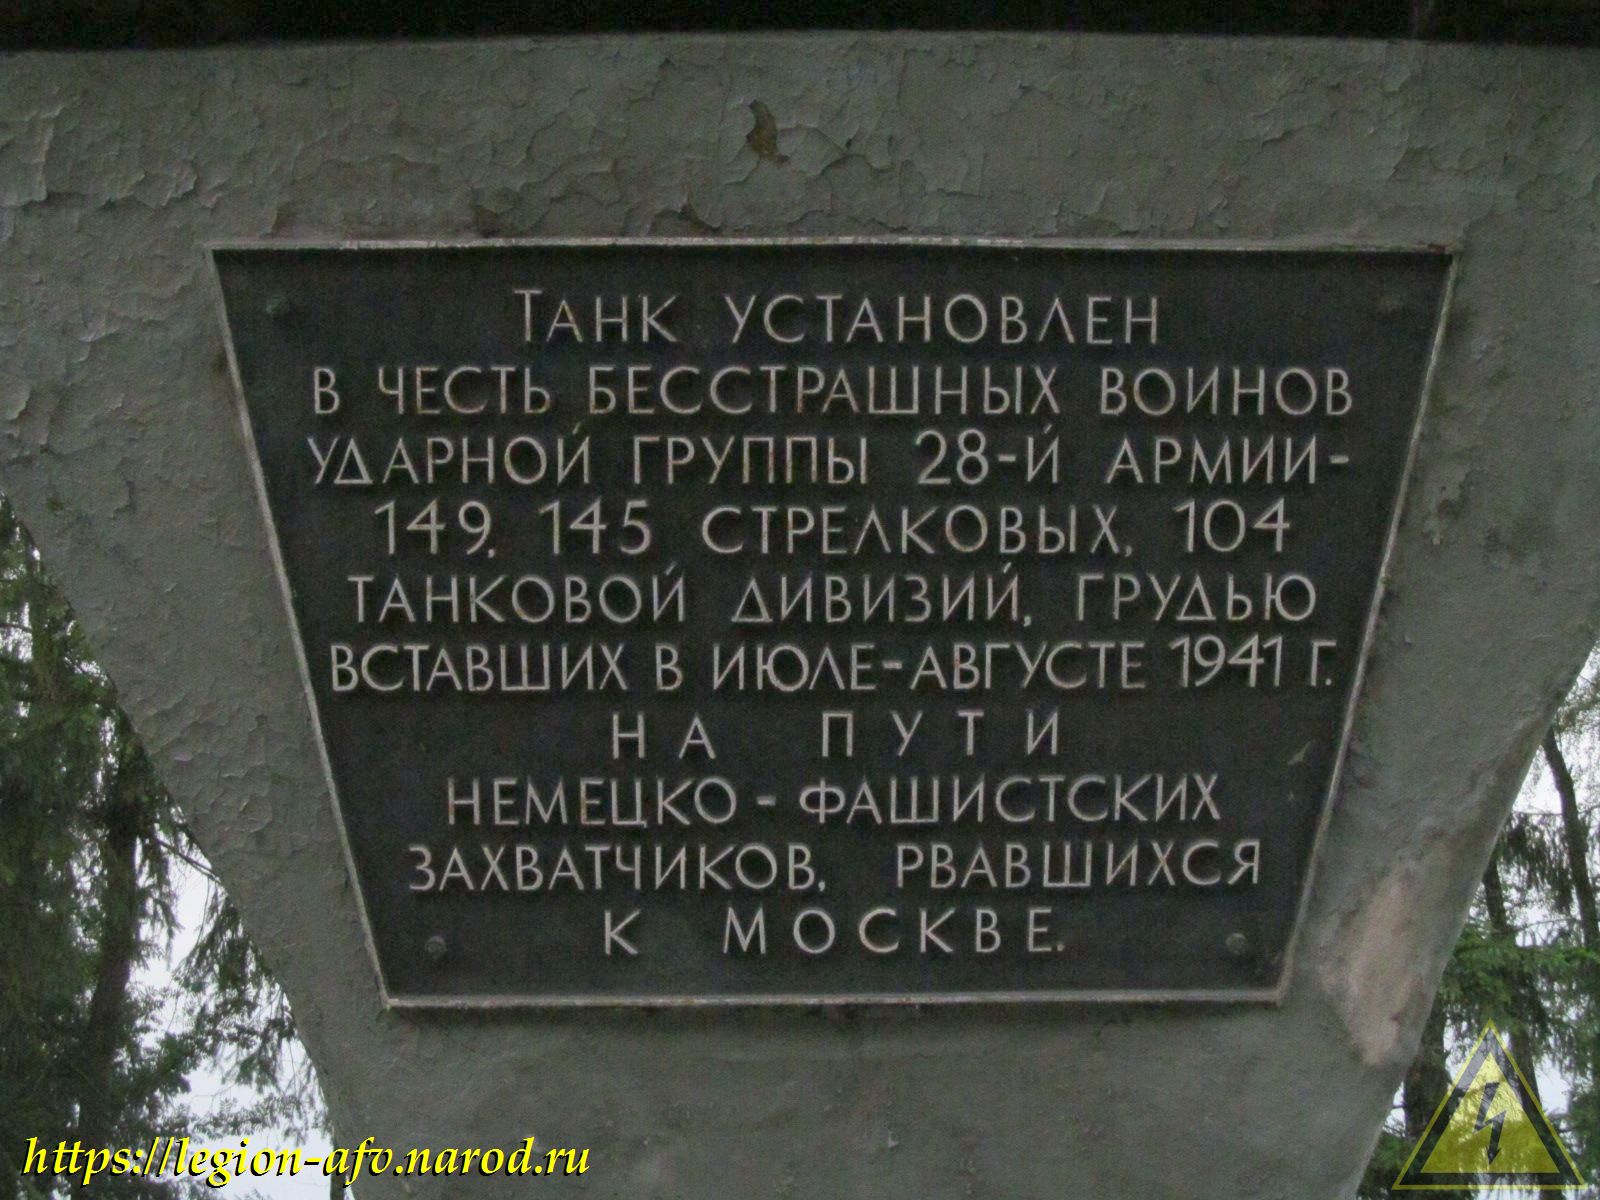 Танк установлен
в честь бесстрашных воинов
ударной группы 28-й армии-
149, 145 стрелковых, 104
танковой дивизий, грудью
вставших в июле-августе 1941 г.
на пути
немецко - фашистских
захватчиков, рвавшихся
к Москве.
https://legion-afv.narod.ru